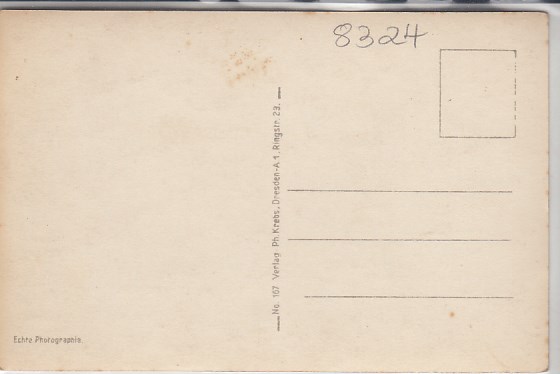 8324
No. 107 Verlag Ph. Krebs, Dresden-A 1, Ringstr. 23.
Echte Photographie.